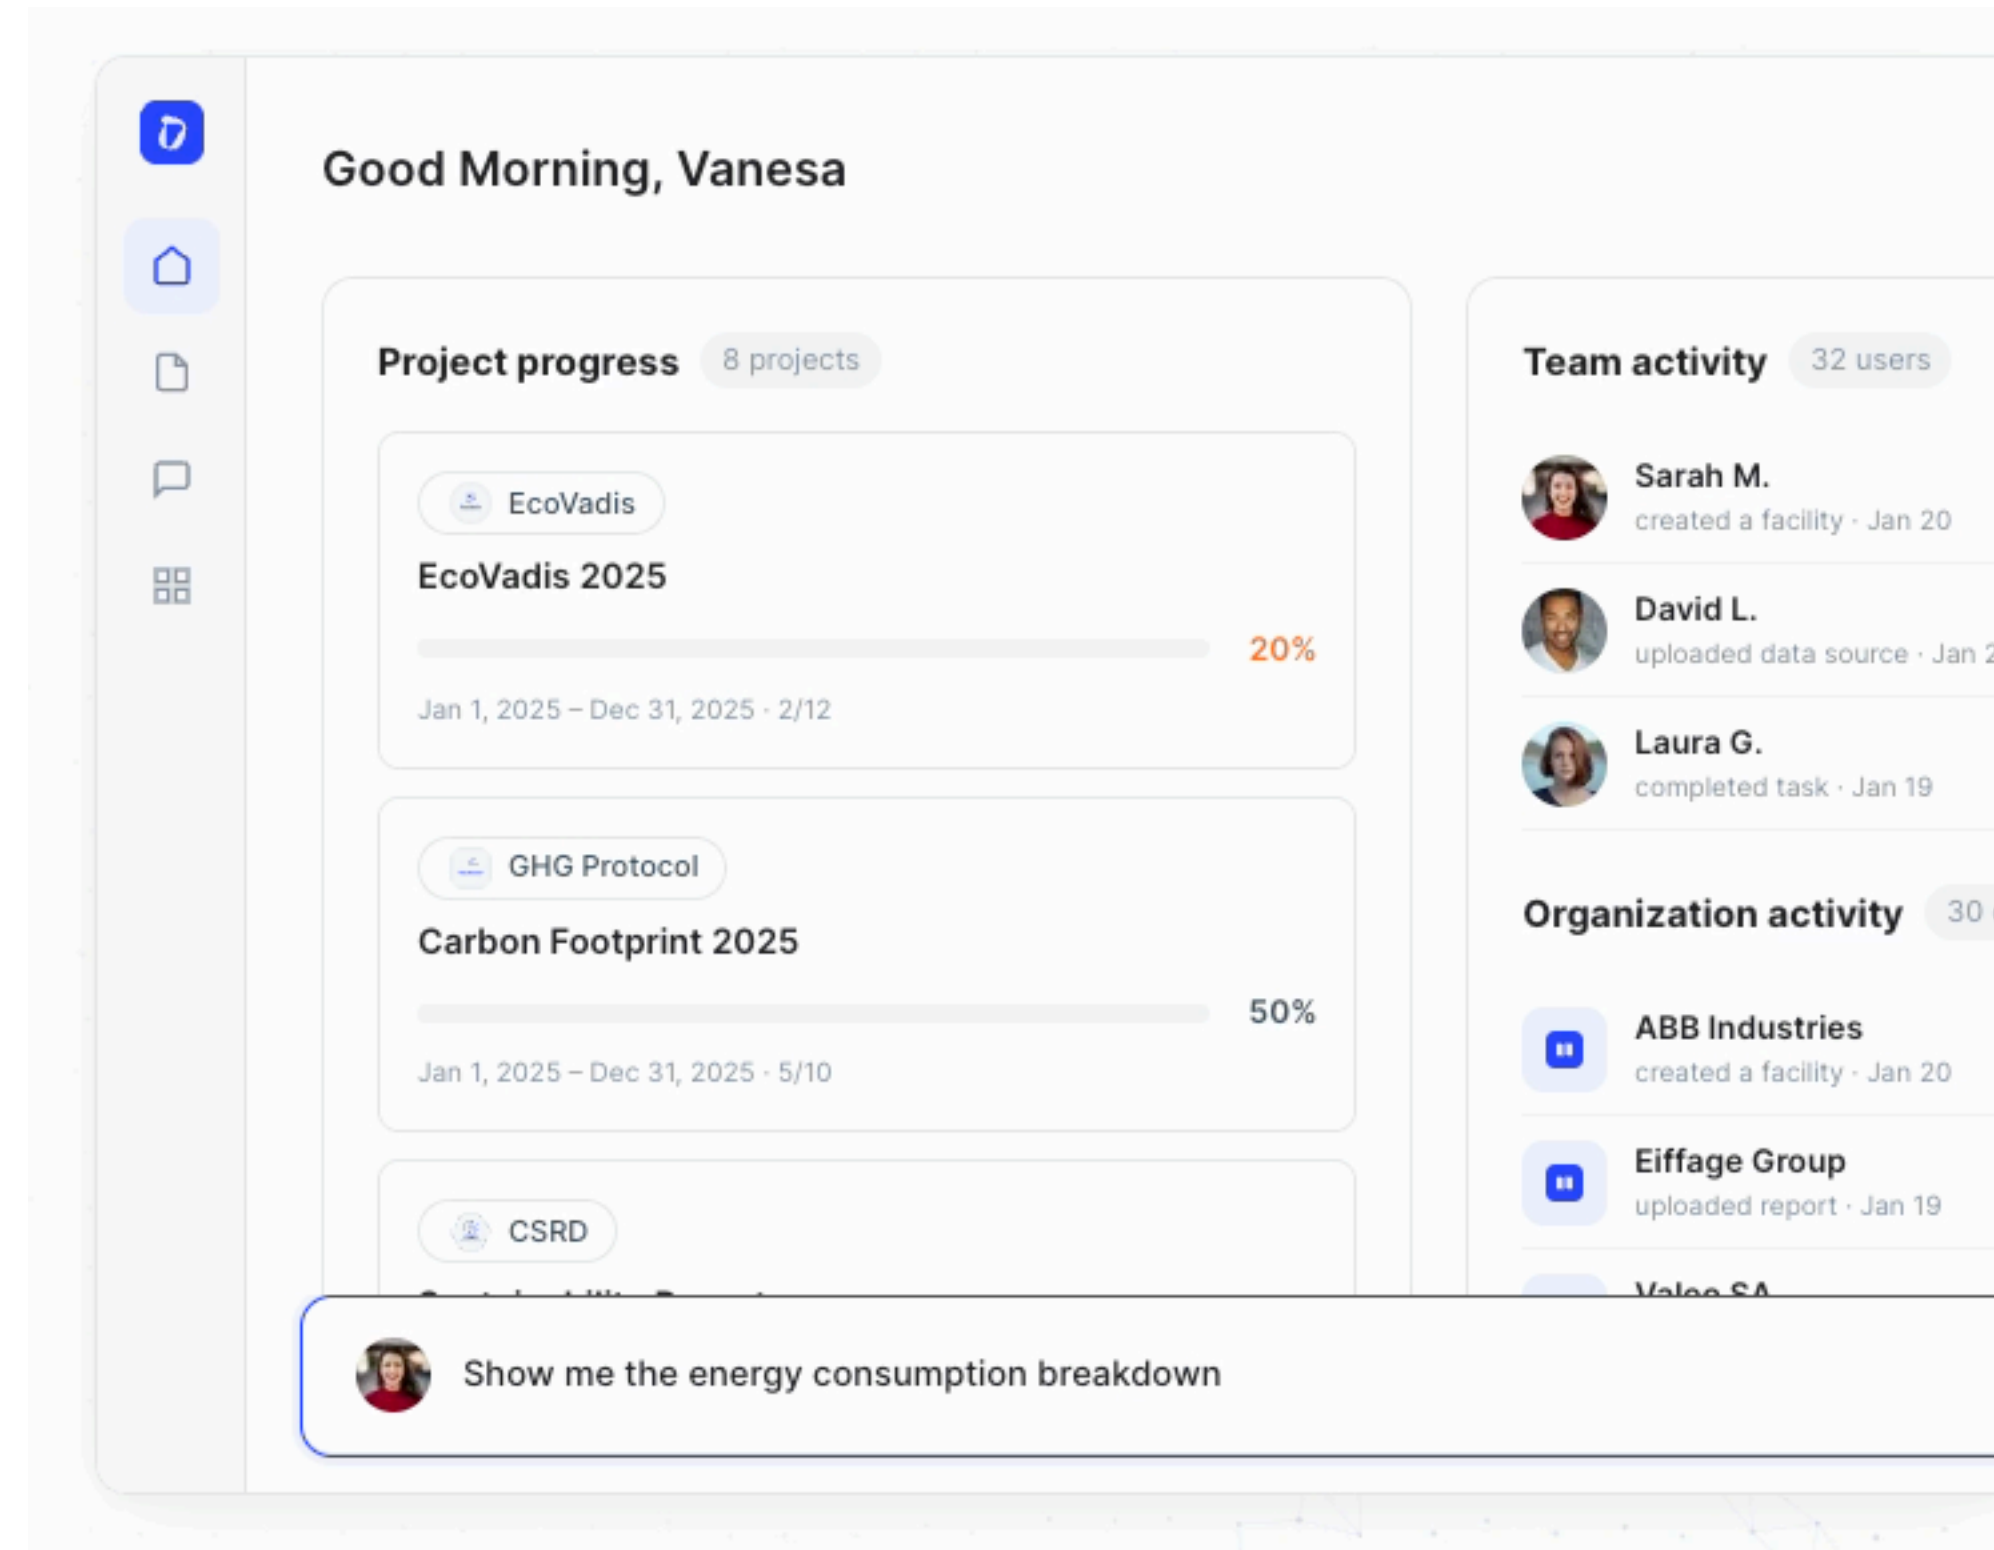 Good Morning, Vanesa
Project progress 8 projects
EcoVadis
EcoVadis 2025
20%
Jan 1, 2025 – Dec 31, 2025 · 2/12
GHG Protocol
Carbon Footprint 2025
50%
Jan 1, 2025 – Dec 31, 2025 · 5/10
CSRD
Team activity 32 users
Sarah M.
created a facility · Jan 20
David L.
uploaded data source · Jan 2
Laura G.
completed task · Jan 19
Organization activity 30
ABB Industries
created a facility · Jan 20
Eiffage Group
uploaded report · Jan 19
Show me the energy consumption breakdown